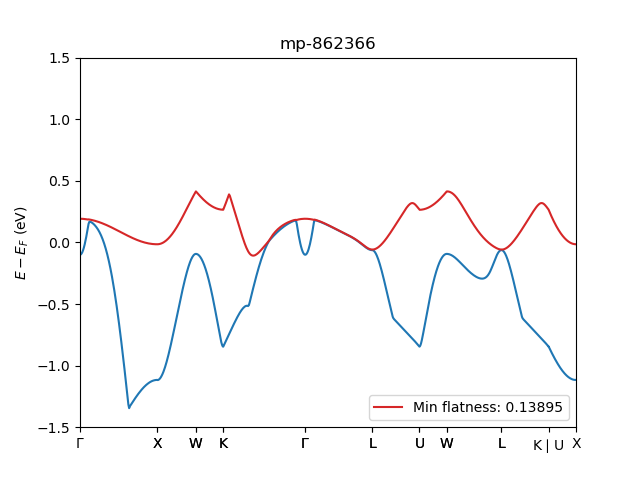 mp-862366
E − E_F (eV)
1.5
1.0
0.5
0.0
−0.5
−1.0
−1.5
Min flatness: 0.13895
Γ X W K Γ L U W L K | U X